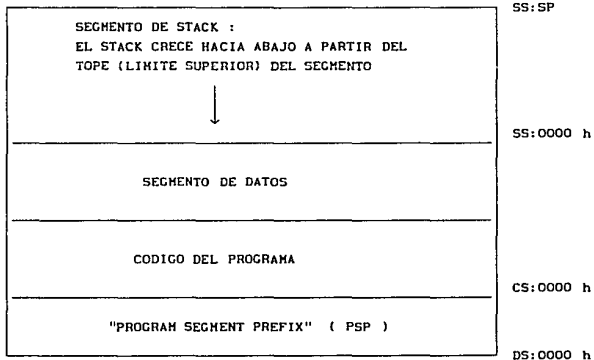 SS:SP
SEGMENTO DE STACK :
EL STACK CRECE HACIA ABAJO A PARTIR DEL
TOPE (LIMITE SUPERIOR) DEL SEGMENTO
SS:0000 h
SEGMENTO DE DATOS
CODIGO DEL PROGRAMA
CS:0000 h
"PROGRAM SEGMENT PREFIX" ( PSP )
DS:0000 h